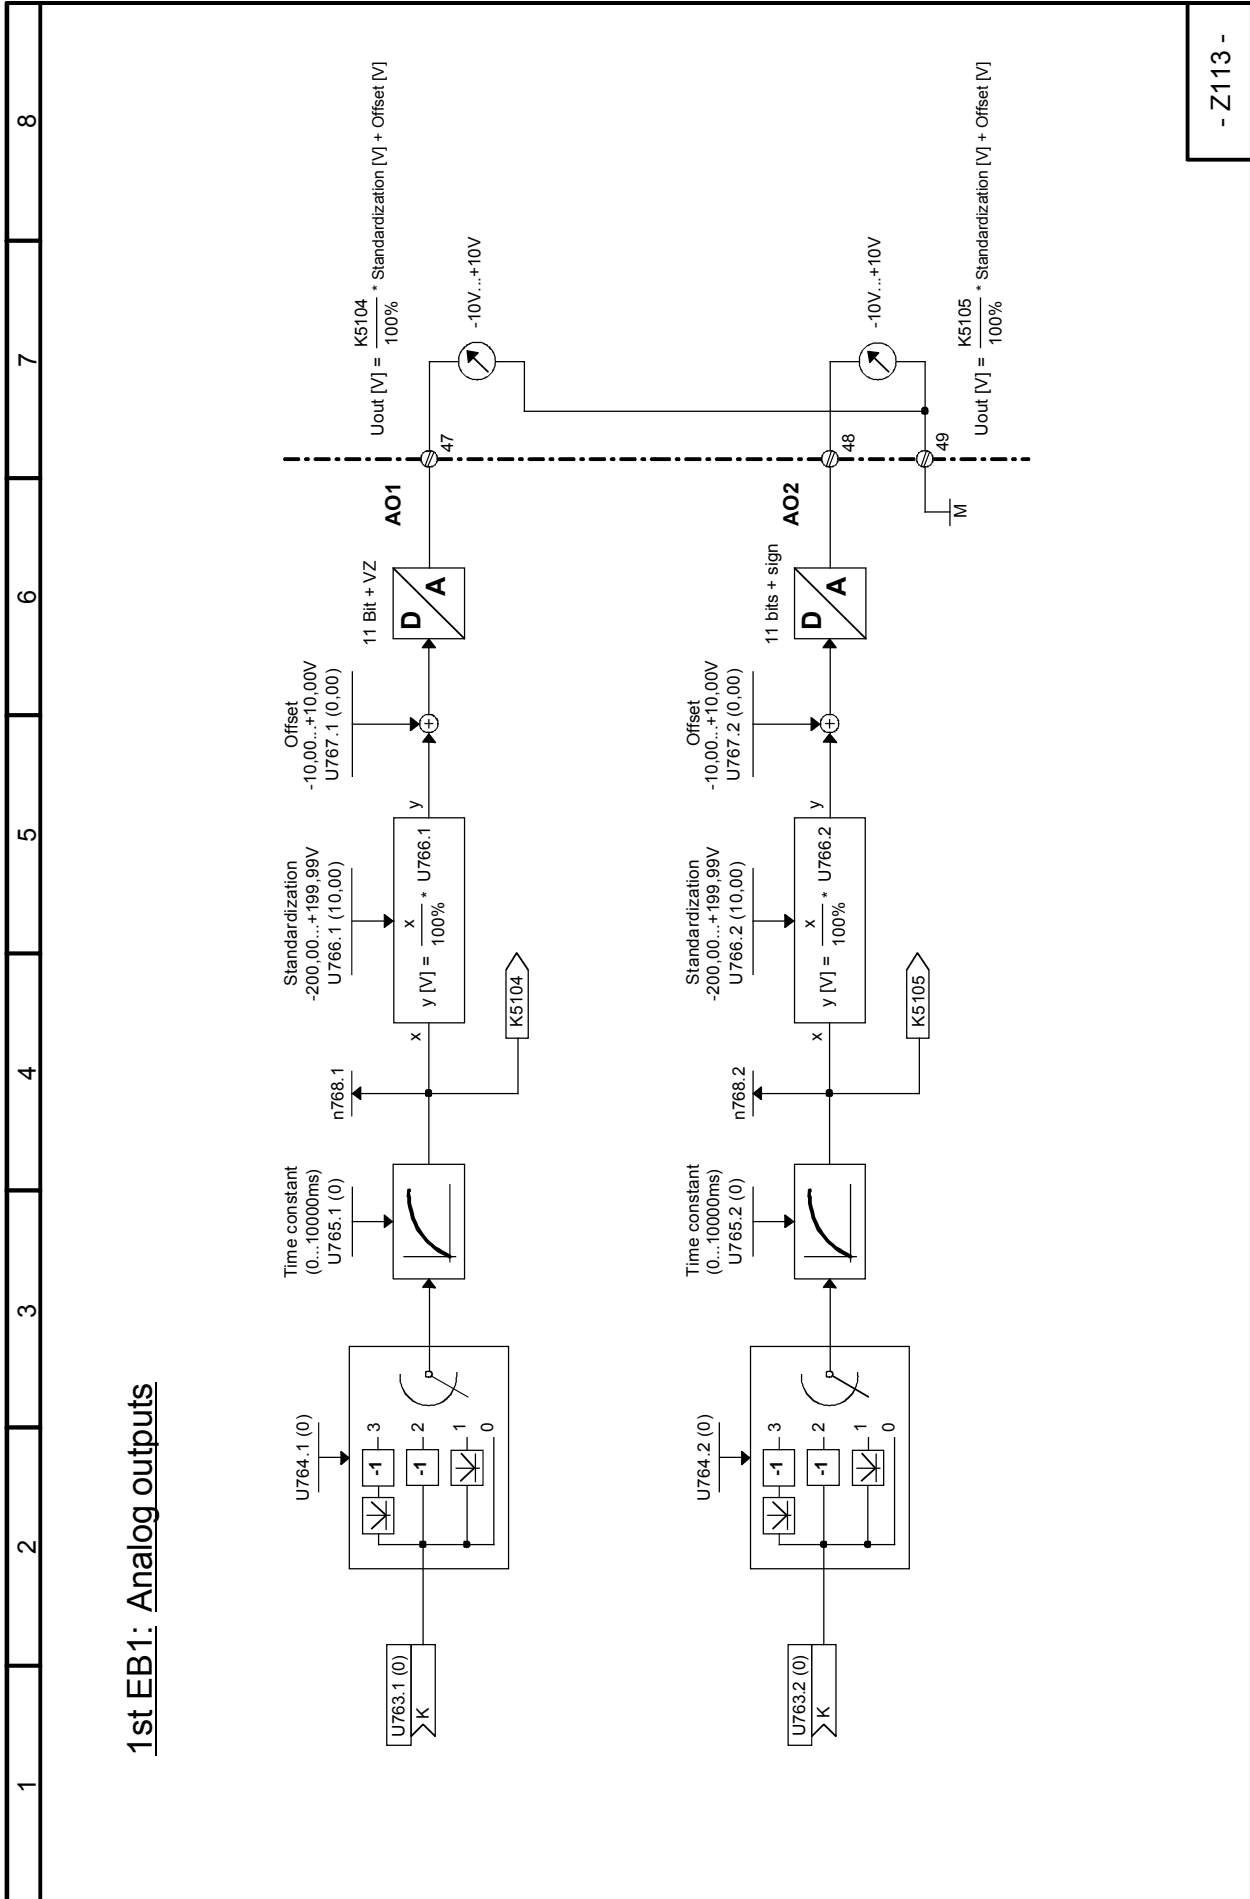 1 2 3 4 5 6 7 8
1st EB1: Analog outputs
U763.1 (0)
K
U764.1 (0)
-1 3
-1 2
1
0
Time constant
(0...10000ms)
U765.1 (0)
n768.1
K5104
Standardization
-200,00...+199,99V
U766.1 (10,00)
x
y [V] = x / 100% * U766.1
y
Offset
-10,00...+10,00V
U767.1 (0,00)
+
11 Bit + VZ
D
A
AO1
47
Uout [V] = K5104 / 100% * Standardization [V] + Offset [V]
-10V...+10V
U763.2 (0)
K
U764.2 (0)
-1 3
-1 2
1
0
Time constant
(0...10000ms)
U765.2 (0)
n768.2
K5105
Standardization
-200,00...+199,99V
U766.2 (10,00)
x
y [V] = x / 100% * U766.2
y
Offset
-10,00...+10,00V
U767.2 (0,00)
+
11 bits + sign
D
A
AO2
48
-10V...+10V
49
M
Uout [V] = K5105 / 100% * Standardization [V] + Offset [V]
- Z113 -